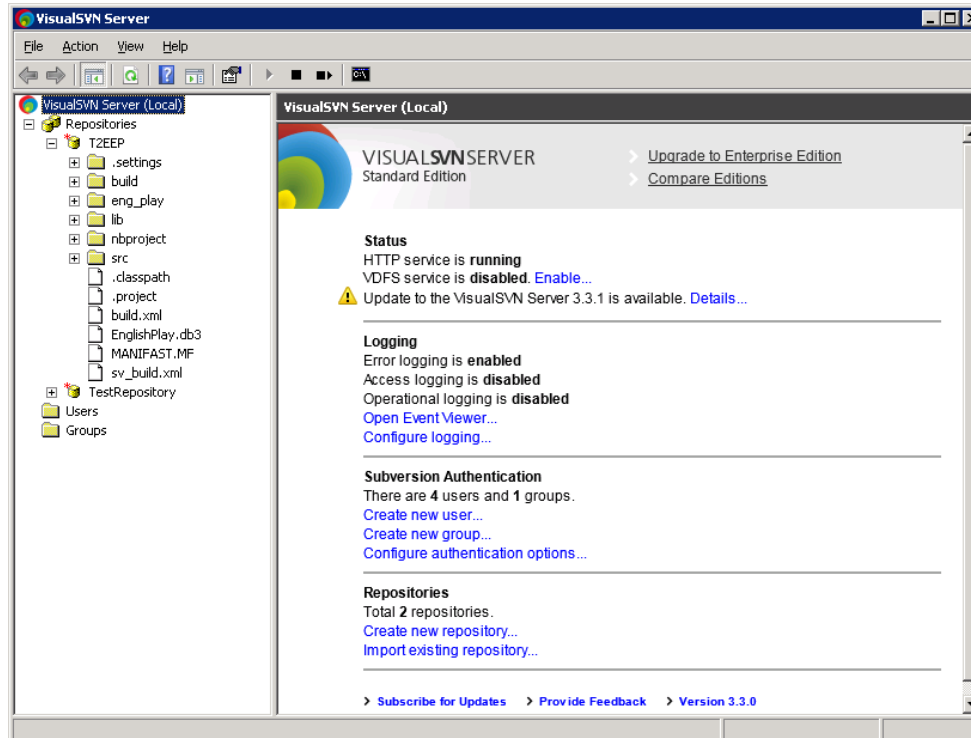 VisualSVN Server
File Action View Help
VisualSVN Server (Local)
Repositories
T2EEP
.settings
build
eng_play
lib
nbproject
src
.classpath
.project
build.xml
EnglishPlay.db3
MANIFAST.MF
sv_build.xml
TestRepository
Users
Groups
VisualSVN Server (Local)
VISUALSVNSERVER
Standard Edition
Upgrade to Enterprise Edition
Compare Editions
Status
HTTP service is running
VDFS service is disabled. Enable...
Update to the VisualSVN Server 3.3.1 is available. Details...
Logging
Error logging is enabled
Access logging is disabled
Operational logging is disabled
Open Event Viewer...
Configure logging...
Subversion Authentication
There are 4 users and 1 groups.
Create new user...
Create new group...
Configure authentication options...
Repositories
Total 2 repositories.
Create new repository...
Import existing repository...
Subscribe for Updates Provide Feedback Version 3.3.0